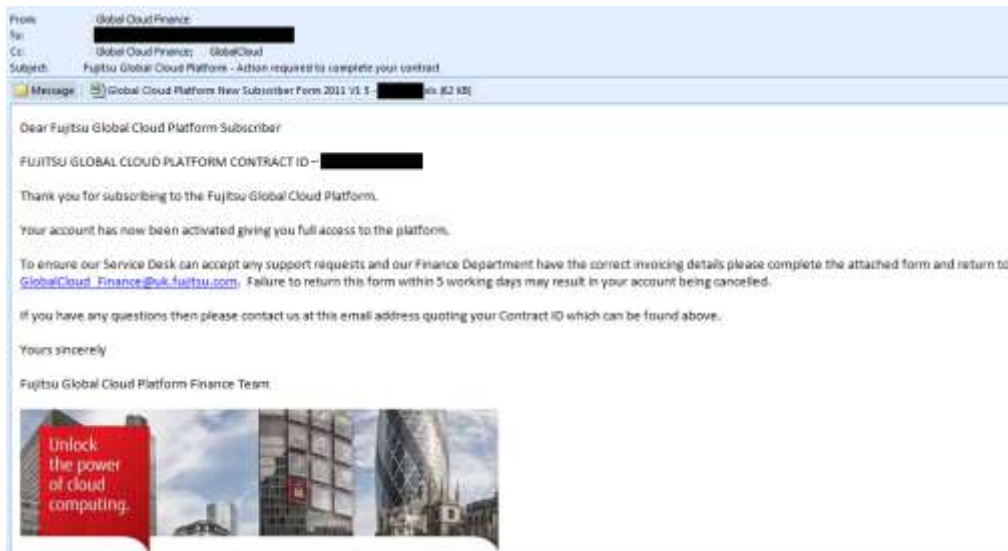 From: Global Cloud Finance
To:
Cc: Global Cloud Finance; GlobalCloud
Subject: Fujitsu Global Cloud Platform - Action required to complete your contract
Message Global Cloud Platform New Subscriber Form 2011 V1 5 - xls (62 KB)
Dear Fujitsu Global Cloud Platform Subscriber
FUJITSU GLOBAL CLOUD PLATFORM CONTRACT ID –
Thank you for subscribing to the Fujitsu Global Cloud Platform.
Your account has now been activated giving you full access to the platform.
To ensure our Service Desk can accept any support requests and our Finance Department have the correct invoicing details please complete the attached form and return to
GlobalCloud_Finance@uk.fujitsu.com. Failure to return this form within 5 working days may result in your account being cancelled.
If you have any questions then please contact us at this email address quoting your Contract ID which can be found above.
Yours sincerely
Fujitsu Global Cloud Platform Finance Team
Unlock
the power
of cloud
computing.